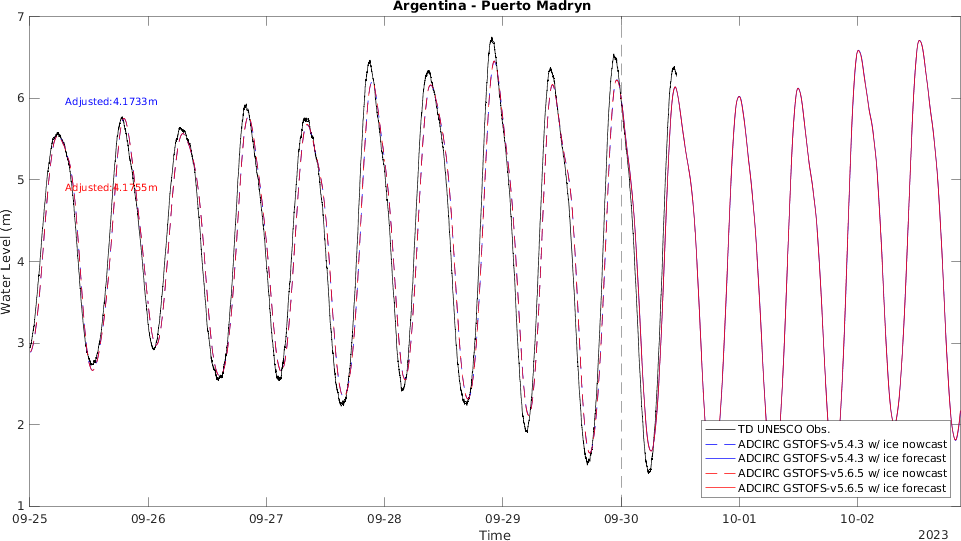 Argentina - Puerto Madryn
7
6
5
4
3
2
1
Water Level (m)
Adjusted:4.1733m
Adjusted:4.1755m
TD UNESCO Obs.
ADCIRC GSTOFS-v5.4.3 w/ ice nowcast
ADCIRC GSTOFS-v5.4.3 w/ ice forecast
ADCIRC GSTOFS-v5.6.5 w/ ice nowcast
ADCIRC GSTOFS-v5.6.5 w/ ice forecast
09-25 09-26 09-27 09-28 09-29 09-30 10-01 10-02
Time
2023